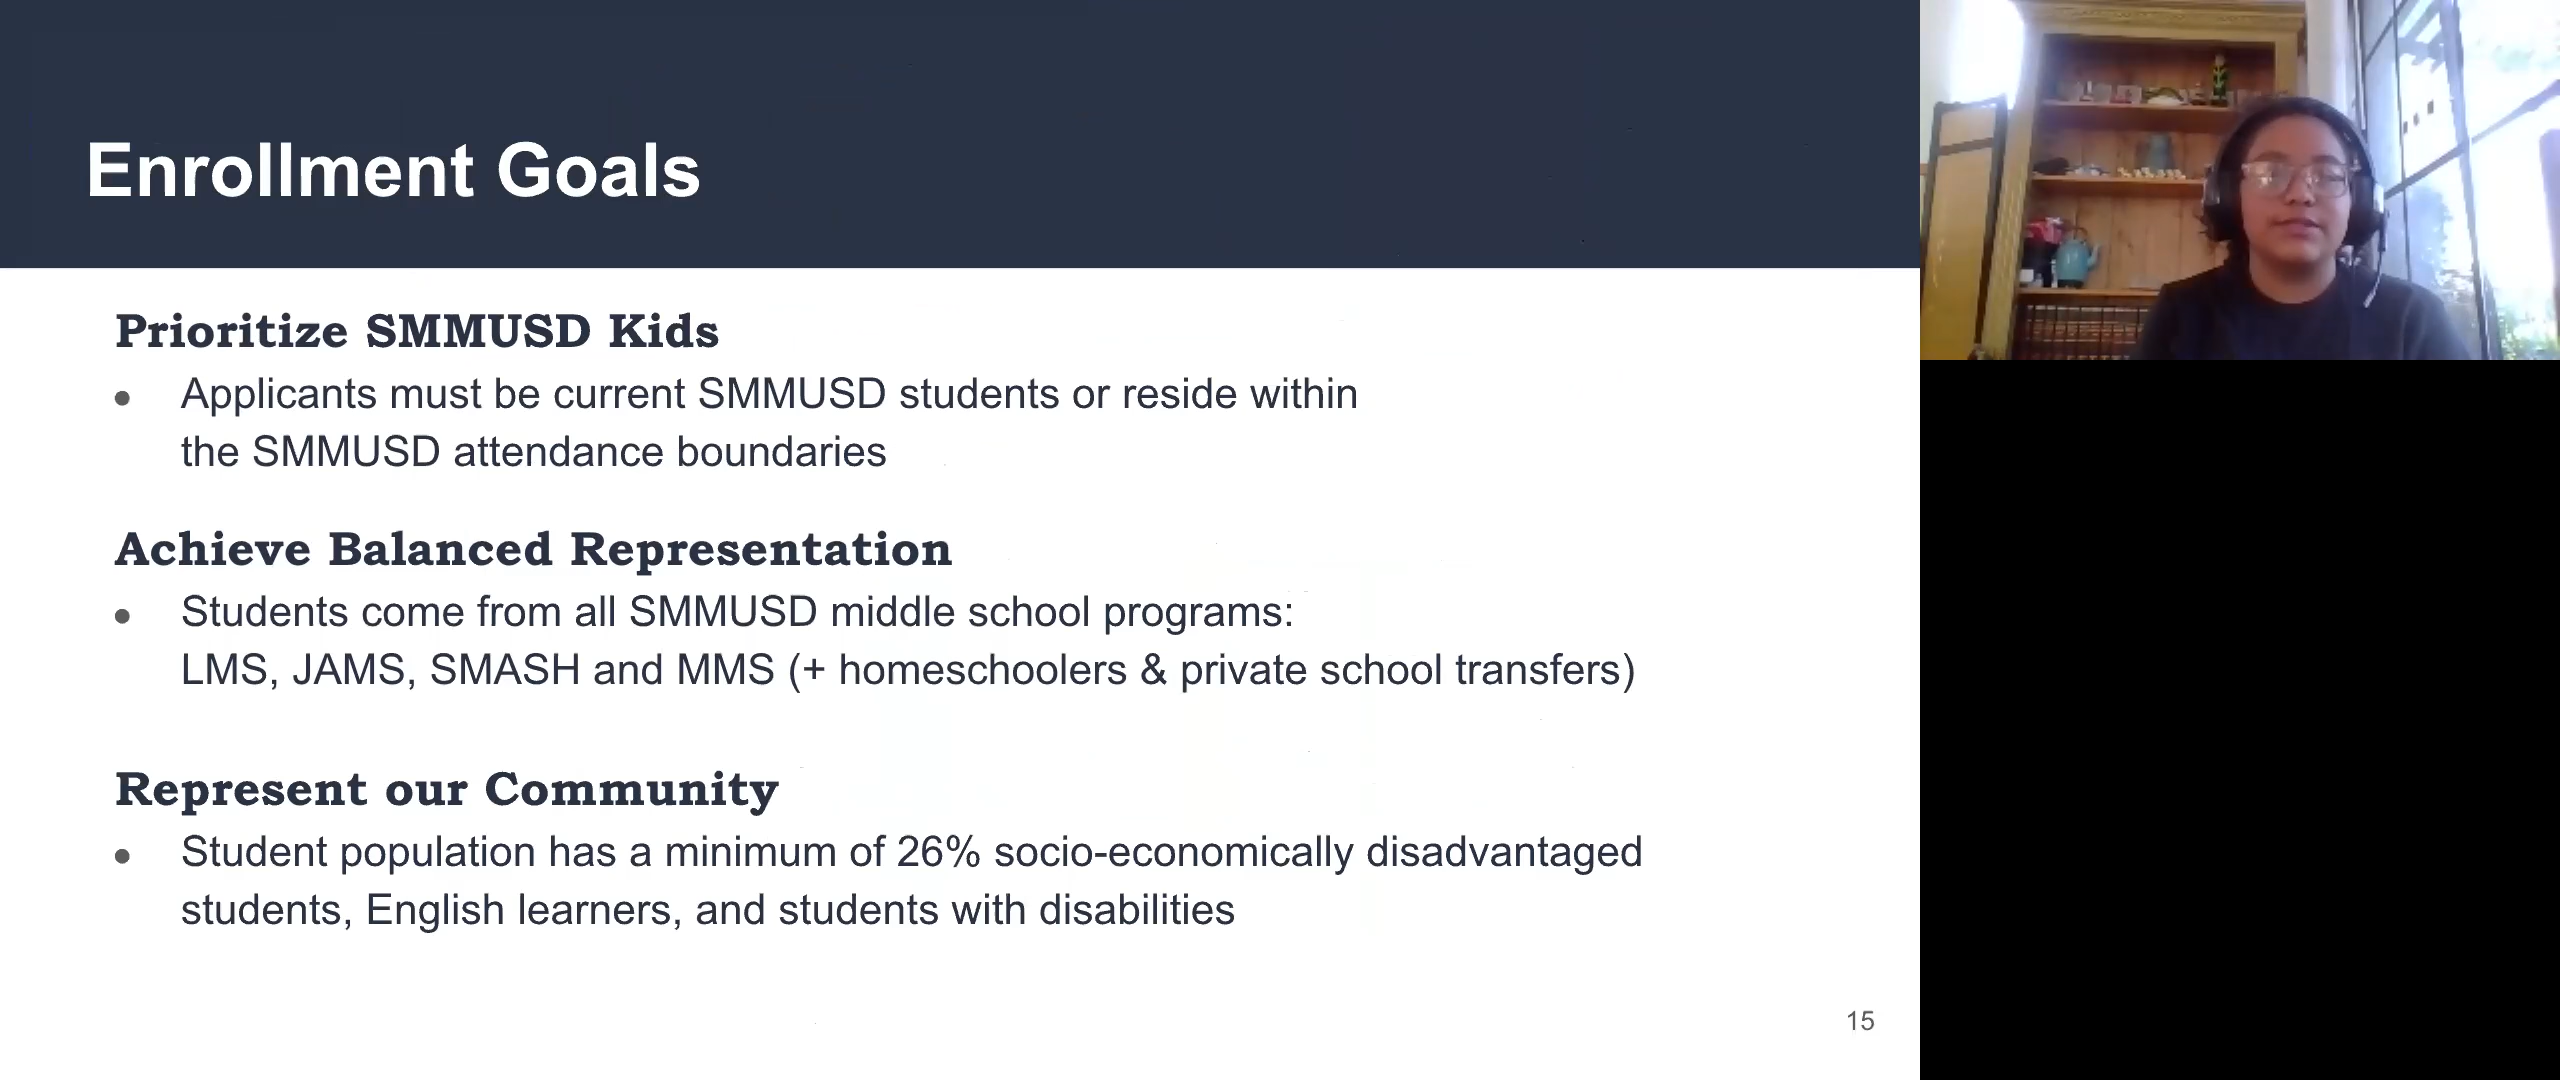 Enrollment Goals
Prioritize SMMUSD Kids
● Applicants must be current SMMUSD students or reside within
the SMMUSD attendance boundaries
Achieve Balanced Representation
● Students come from all SMMUSD middle school programs:
LMS, JAMS, SMASH and MMS (+ homeschoolers & private school transfers)
Represent our Community
● Student population has a minimum of 26% socio-economically disadvantaged
students, English learners, and students with disabilities
15